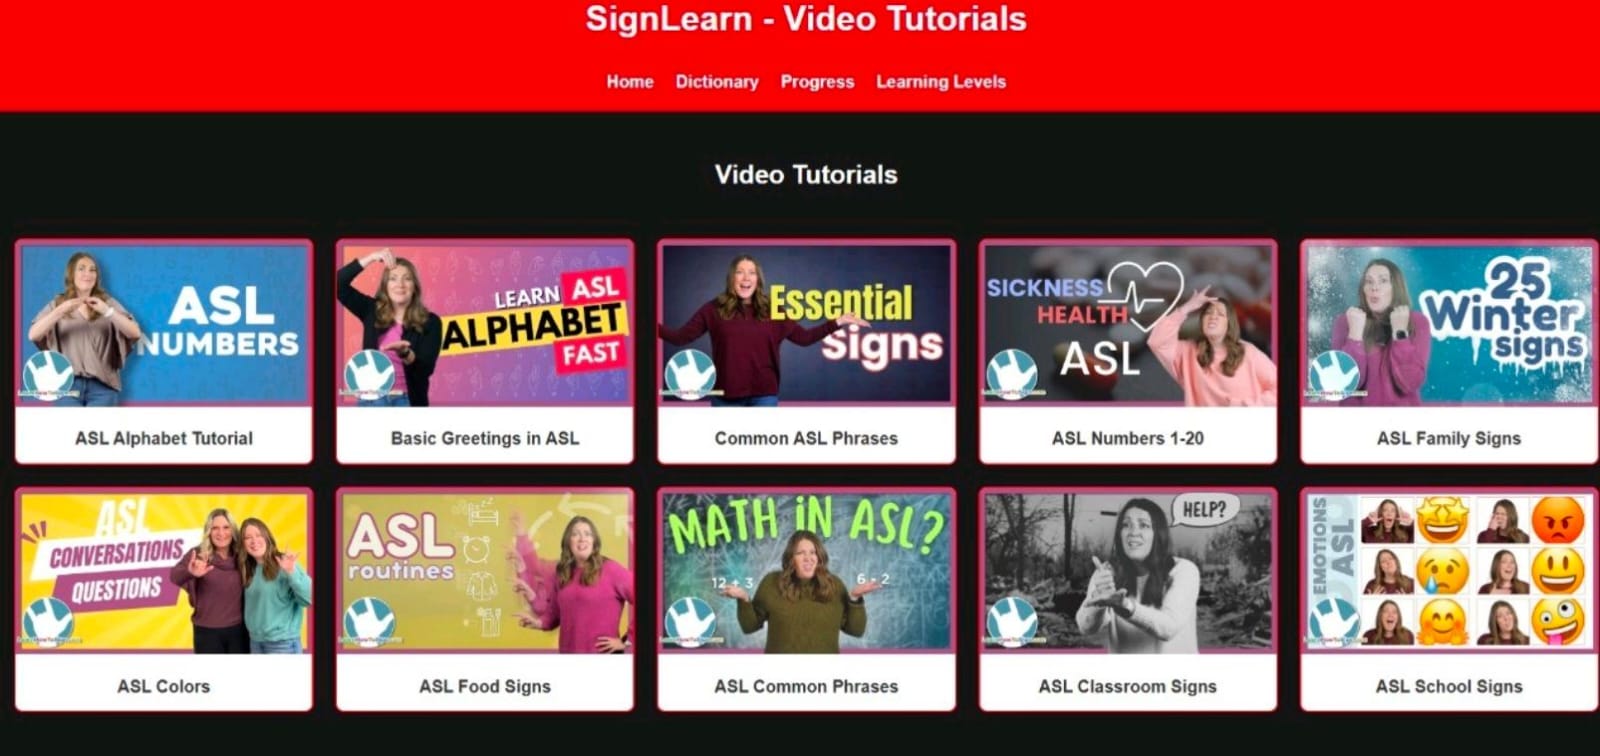 SignLearn - Video Tutorials
Home Dictionary Progress Learning Levels
Video Tutorials
ASL
NUMBERS
ASL Alphabet Tutorial
LEARN ASL
ALPHABET
FAST
Basic Greetings in ASL
Essential
Signs
Common ASL Phrases
SICKNESS
HEALTH
ASL
ASL Numbers 1-20
25
Winter
signs
ASL Family Signs
ASL
CONVERSATIONS
QUESTIONS
ASL Colors
ASL
routines
ASL Food Signs
MATH iN ASL?
12 + 3
6 - 2
ASL Common Phrases
HELP?
ASL Classroom Signs
EMOTIONS
ASL
ASL School Signs